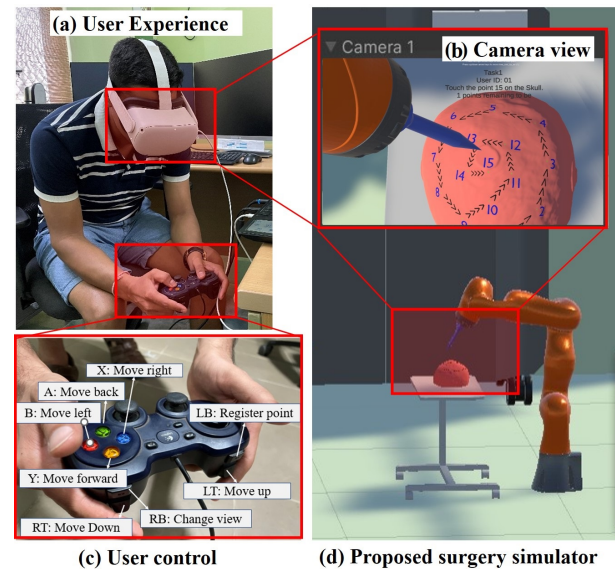 (a) User Experience
Camera 1
(b) Camera view
Task1
User ID: 01
Touch the point 15 on the Skull.
1 points remaining to be
5
6
4
13
12
7
15
3
14
11
8
10
2
9
X: Move right
A: Move back
B: Move left
LB: Register point
Y: Move forward
LT: Move up
RT: Move Down
RB: Change view
(c) User control
(d) Proposed surgery simulator